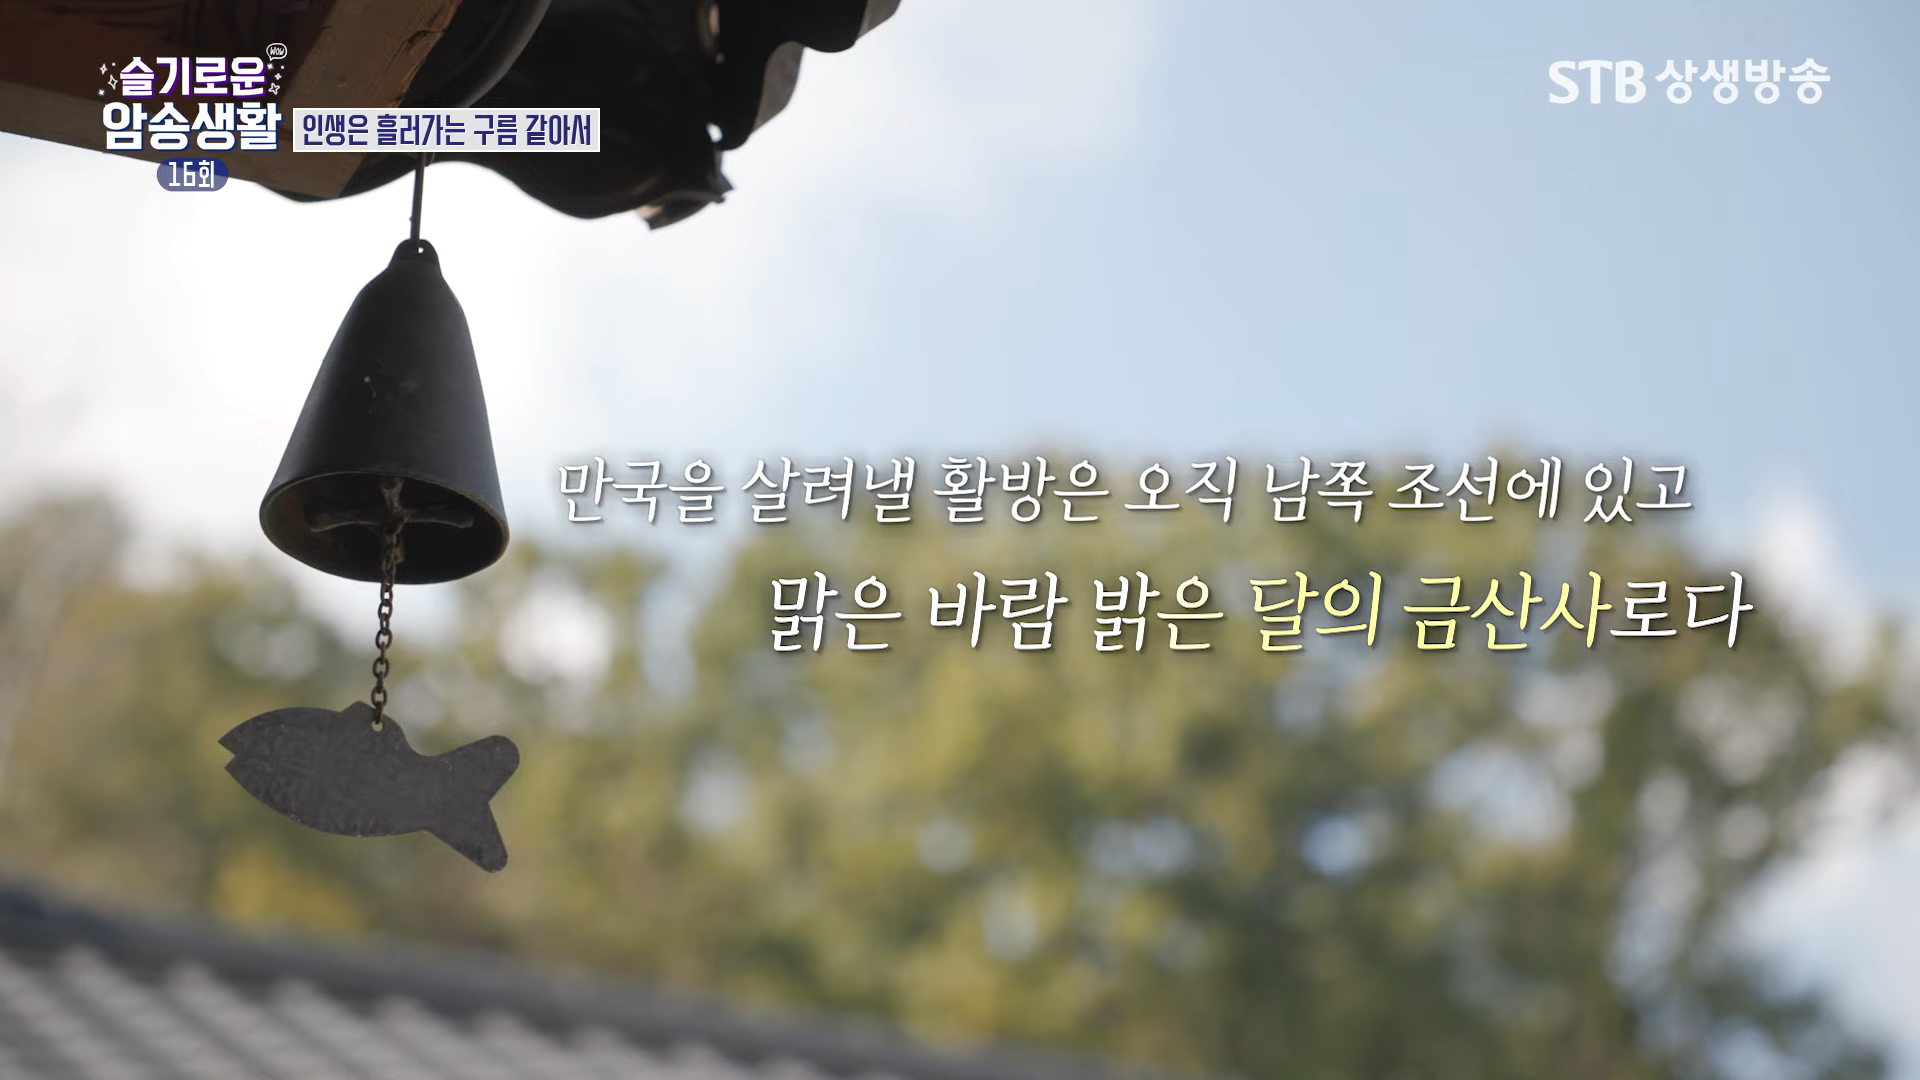 WOW
슬기로운
암송생활
16회
인생은 흘러가는 구름 같아서
STB 상생방송
만국을 살려낼 활방은 오직 남쪽 조선에 있고
맑은 바람 밝은 달의 금산사로다